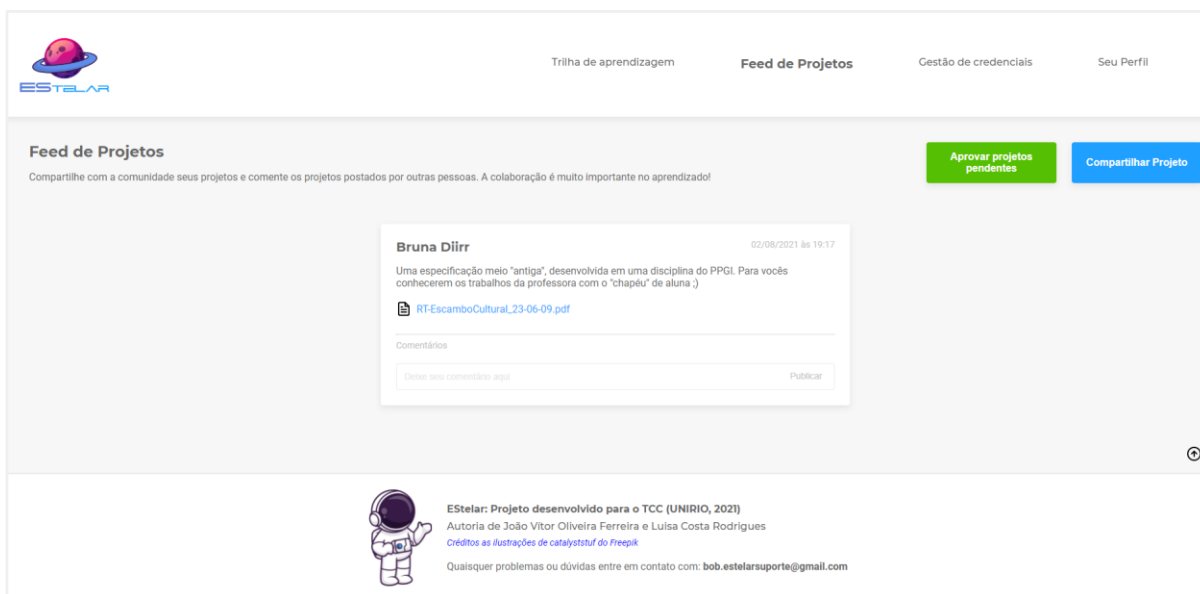 EStelar
Trilha de aprendizagem
Feed de Projetos
Gestão de credenciais
Seu Perfil
Feed de Projetos
Compartilhe com a comunidade seus projetos e comente os projetos postados por outras pessoas. A colaboração é muito importante no aprendizado!
Aprovar projetos
pendentes
Compartilhar Projeto
Bruna Diirr
02/08/2021 às 19:17
Uma especificação meio "antiga", desenvolvida em uma disciplina do PPGI. Para vocês
conhecerem os trabalhos da professora com o "chapéu" de aluna ;)
RT-EscamboCultural_23-06-09.pdf
Comentários
Deixe seu comentário aqui
Publicar
EStelar: Projeto desenvolvido para o TCC (UNIRIO, 2021)
Autoria de João Vitor Oliveira Ferreira e Luisa Costa Rodrigues
Créditos as ilustrações de catalyststuf do Freepik
Quaisquer problemas ou dúvidas entre em contato com: bob.estelarsuporte@gmail.com